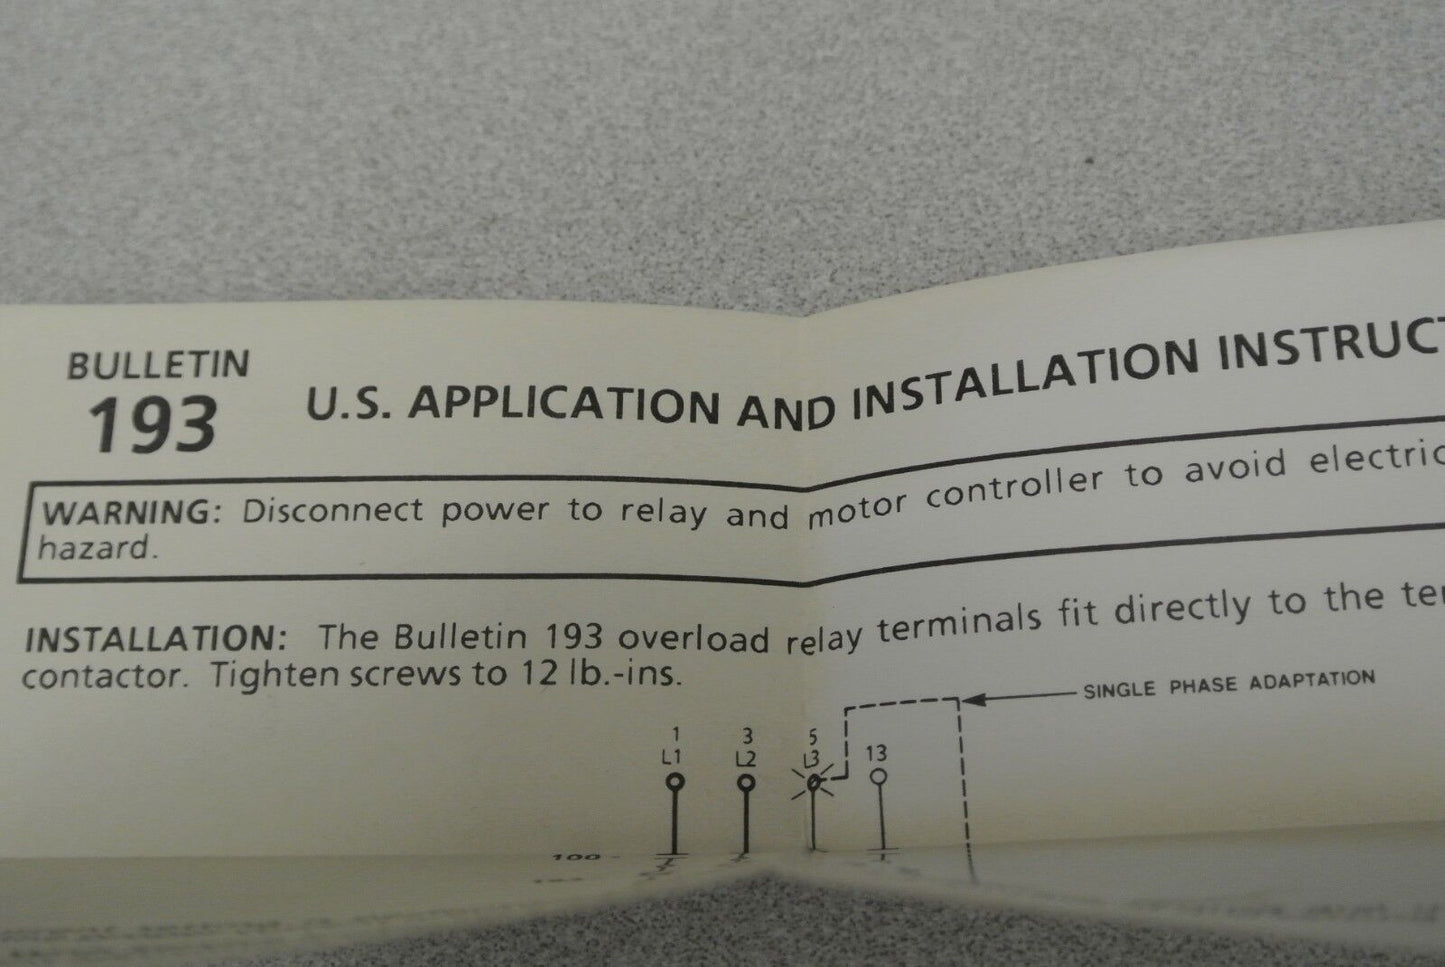 BULLETIN
193
U.S. APPLICATION AND INSTALLATION INSTRUCT
WARNING: Disconnect power to relay and motor controller to avoid electric
hazard.
INSTALLATION: The Bulletin 193 overload relay terminals fit directly to the te
contactor. Tighten screws to 12 lb.-ins.
SINGLE PHASE ADAPTATION
1 3 5
L1 L2 L3 13
100